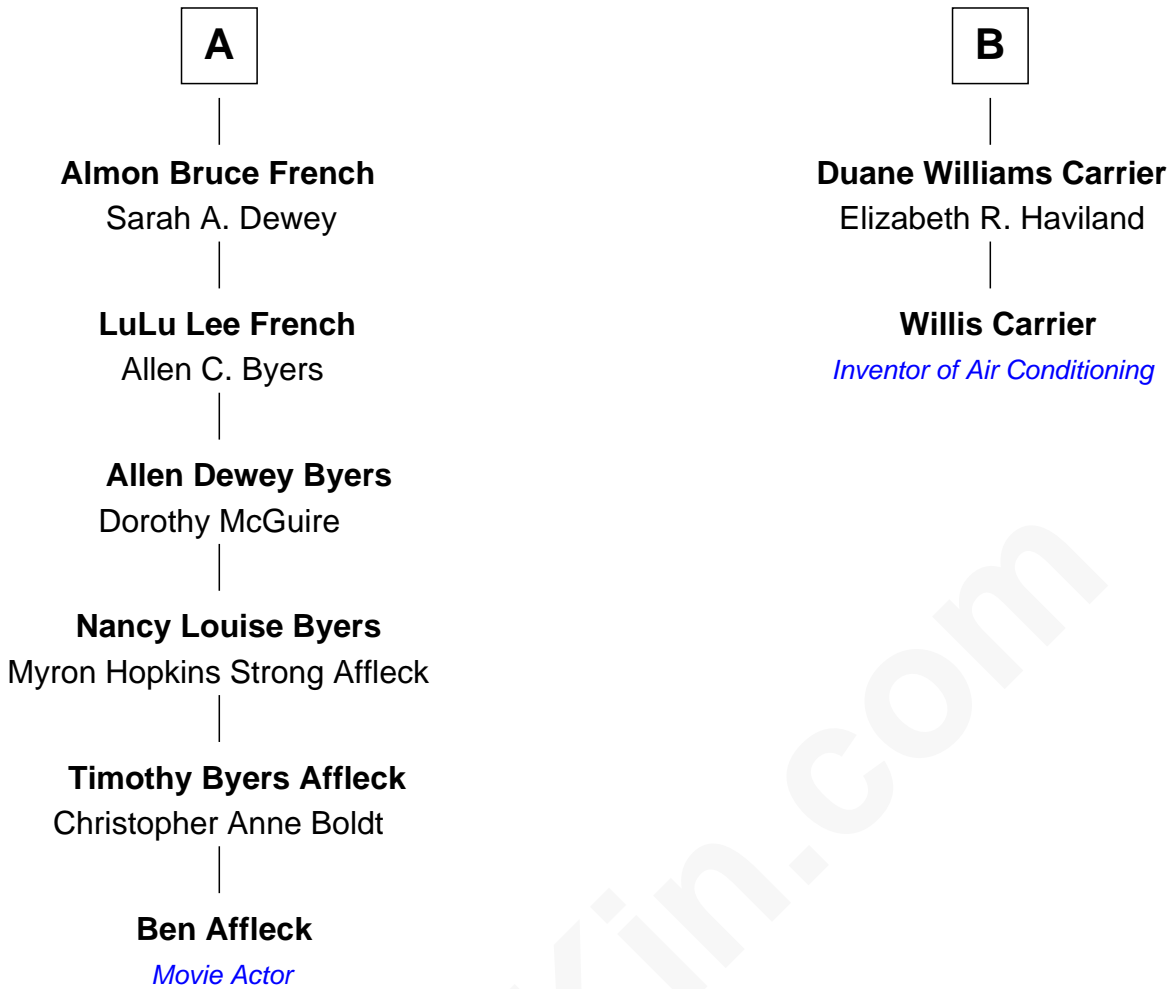 A
Almon Bruce French
Sarah A. Dewey
LuLu Lee French
Allen C. Byers
Allen Dewey Byers
Dorothy McGuire
Nancy Louise Byers
Myron Hopkins Strong Affleck
Timothy Byers Affleck
Christopher Anne Boldt
Ben Affleck
Movie Actor
B
Duane Williams Carrier
Elizabeth R. Haviland
Willis Carrier
Inventor of Air Conditioning
Kin.com